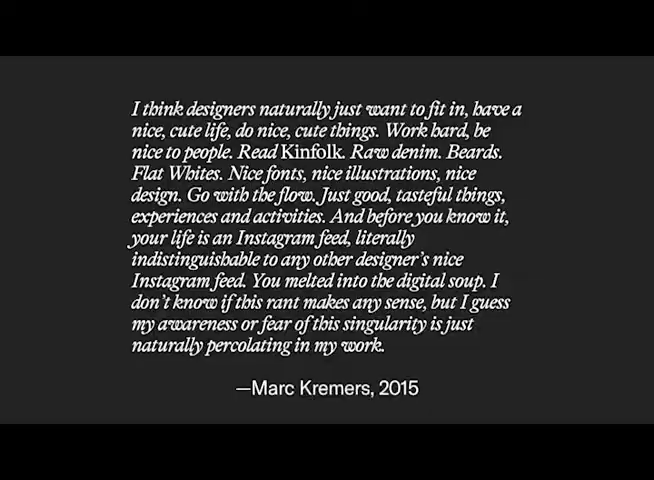 I think designers naturally just want to fit in, have a
nice, cute life, do nice, cute things. Work hard, be
nice to people. Read Kinfolk. Raw denim. Beards.
Flat Whites. Nice fonts, nice illustrations, nice
design. Go with the flow. Just good, tasteful things,
experiences and activities. And before you know it,
your life is an Instagram feed, literally
indistinguishable to any other designer's nice
Instagram feed. You melted into the digital soup. I
don't know if this rant makes any sense, but I guess
my awareness or fear of this singularity is just
naturally percolating in my work.
—Marc Kremers, 2015